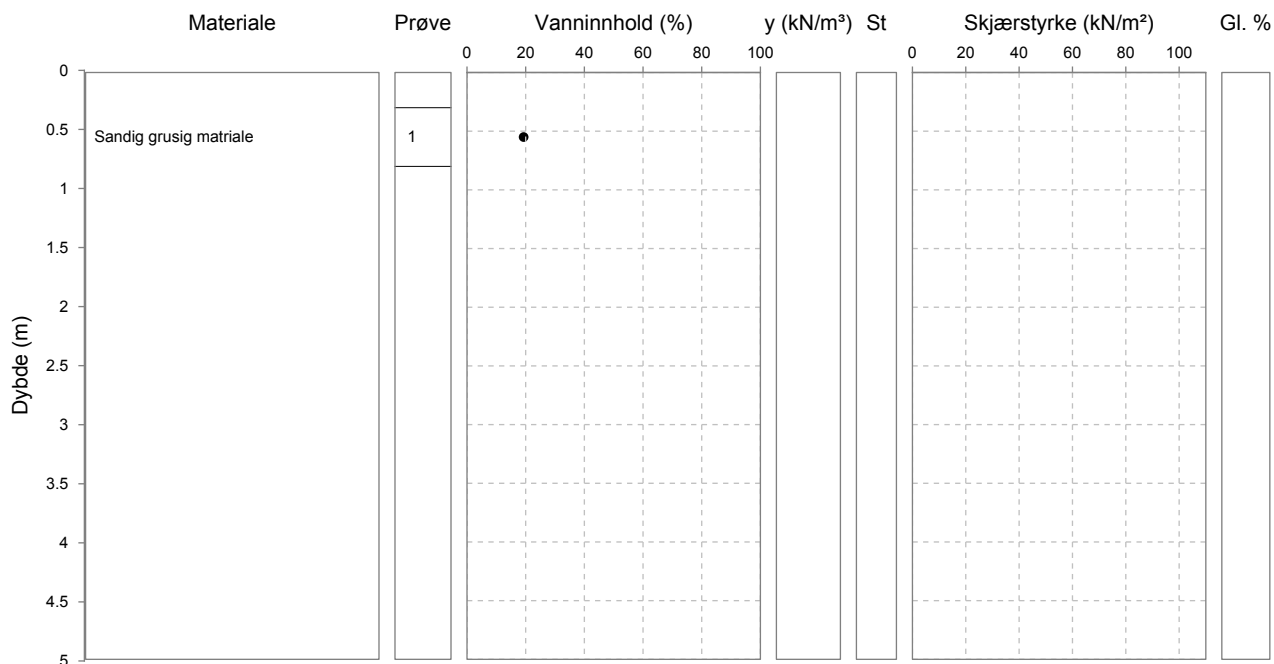 Materiale Prøve Vanninnhold (%) y (kN/m³) St Skjærstyrke (kN/m²) Gl. %
0 20 40 60 80 100 0 20 40 60 80 100
0
0.5 Sandig grusig matriale 1
1
1.5
2
2.5
3
3.5
4
4.5
5
Dybde (m)